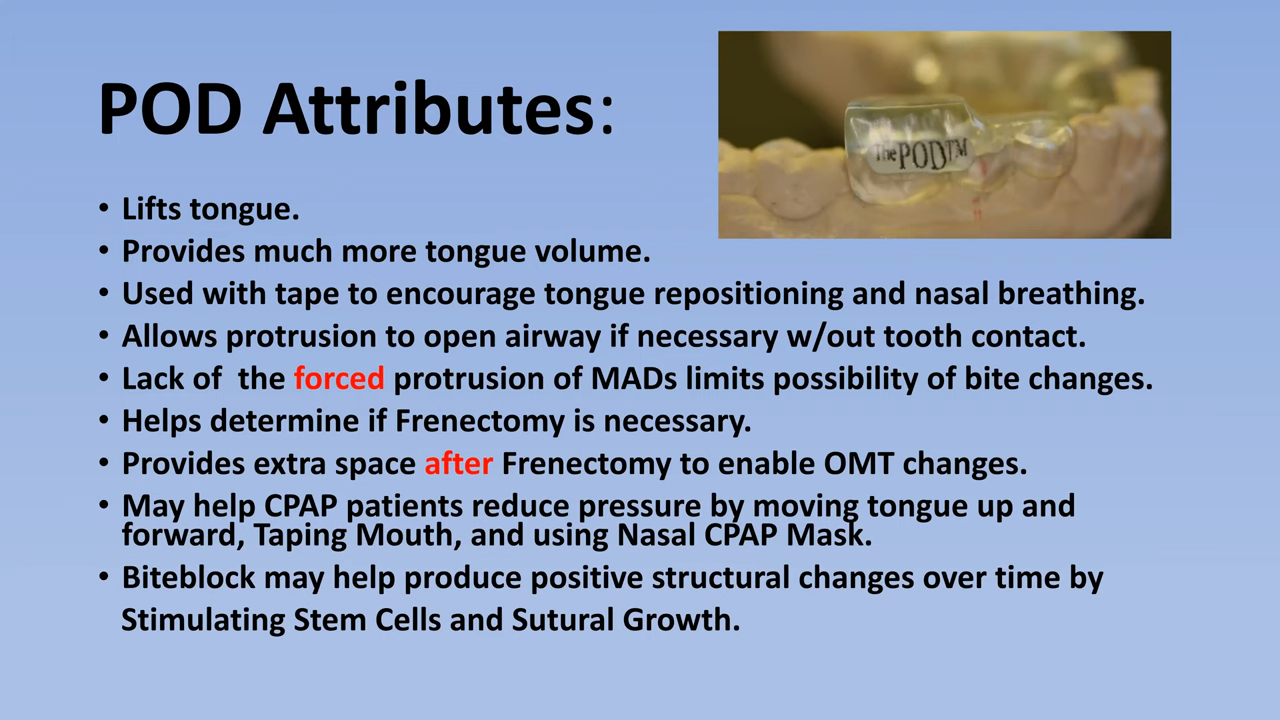 POD Attributes:
The POD™
• Lifts tongue.
• Provides much more tongue volume.
• Used with tape to encourage tongue repositioning and nasal breathing.
• Allows protrusion to open airway if necessary w/out tooth contact.
• Lack of  the forced protrusion of MADs limits possibility of bite changes.
• Helps determine if Frenectomy is necessary.
• Provides extra space after Frenectomy to enable OMT changes.
• May help CPAP patients reduce pressure by moving tongue up and
forward, Taping Mouth, and using Nasal CPAP Mask.
• Biteblock may help produce positive structural changes over time by
Stimulating Stem Cells and Sutural Growth.